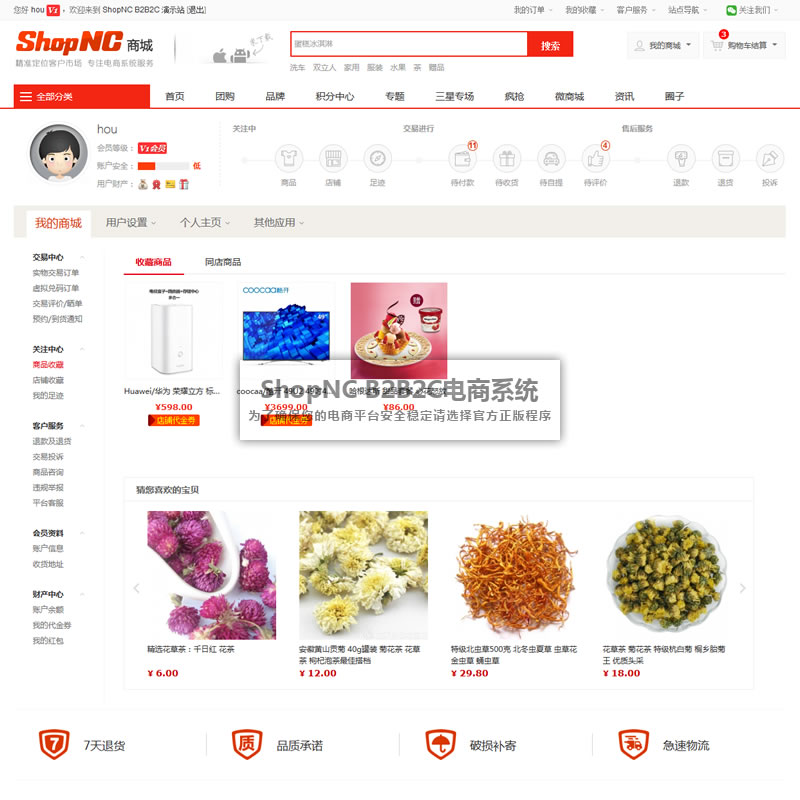 您好 hou V1 ，欢迎来到 ShopNC B2B2C 演示站 [退出]
我的订单 我的收藏 客户服务 站点导航 关注我们
ShopNC 商城
精准定位客户市场 专注电商系统服务
蛋糕冰淇淋
搜索
我的商城
3
购物车结算
洗车 双立人 家用 服装 水果 茶 赠品
全部分类 首页 团购 品牌 积分中心 专题 三星专场 疯抢 微商城 资讯 圈子
hou
会员等级： V1会员
账户安全： 低
用户财产：
关注中
商品 店铺 足迹
交易进行
11
4
待付款 待收货 待自提 待评价
售后服务
退款 退货 投诉
我的商城 用户设置 个人主页 其他应用
交易中心
实物交易订单
虚拟兑码订单
交易评价/晒单
预约/到货通知
关注中心
商品收藏
店铺收藏
我的足迹
客户服务
退款及退货
交易投诉
商品咨询
违规举报
平台客服
会员资料
账户信息
收货地址
财产中心
账户余额
我的代金券
我的红包
收藏商品 同店商品
coocaa酷开
Huawei/华为 荣耀立方 标...
¥598.00
店铺代金券
¥3699.00
店铺代金券
¥86.00
ShopNC B2B2C电商系统
为了确保您的电商平台安全稳定请选择官方正版程序
猜您喜欢的宝贝
精选花草茶：千日红 花茶
¥ 6.00
安徽黄山贡菊 40g罐装 菊花茶 花草
茶 枸杞泡茶最佳搭档
¥ 12.00
特级北虫草500克 北冬虫夏草 虫草花
金虫草 蛹虫草
¥ 29.80
花草茶 菊花茶 特级杭白菊 桐乡胎菊
王 优质头采
¥ 18.00
7 7天退货
质 品质承诺
破损补寄
急速物流